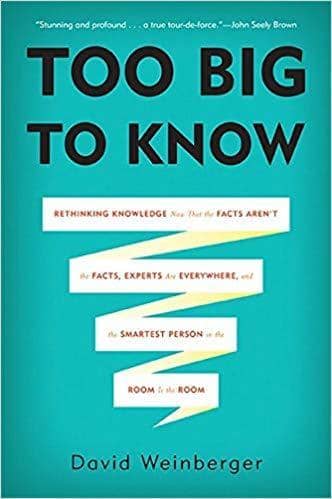 "Stunning and profound . . . a true tour-de-force."—John Seely Brown
TOO BIG
TO KNOW
RETHINKING KNOWLEDGE Now That the FACTS AREN'T
the FACTS, EXPERTS Are EVERYWHERE, and
the SMARTEST PERSON in the
ROOM Is the ROOM
David Weinberger